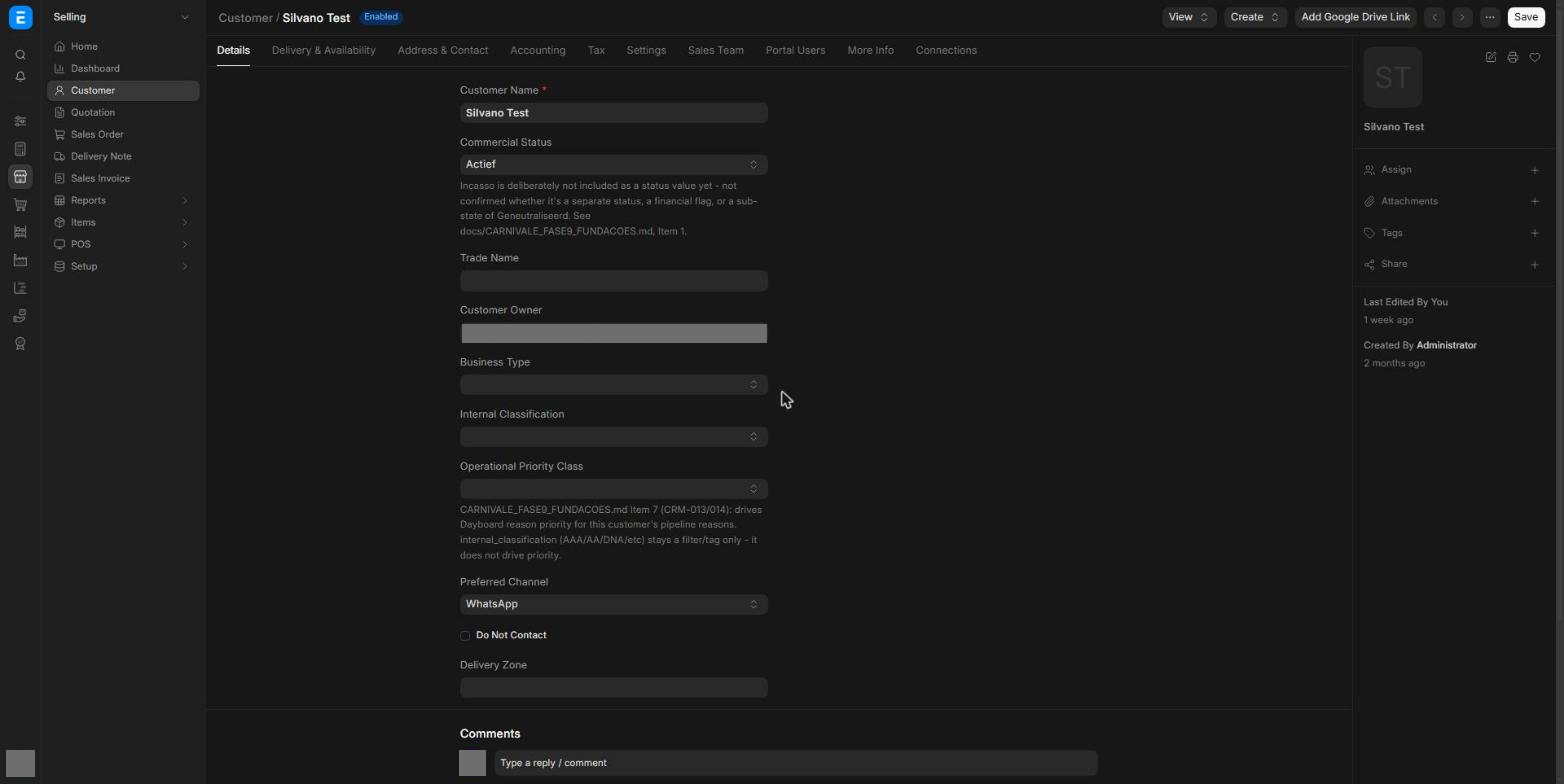 Selling
Home
Dashboard
Customer
Quotation
Sales Order
Delivery Note
Sales Invoice
Reports
Items
POS
Setup
Customer / Silvano Test Enabled
View Create Add Google Drive Link ... Save
Details Delivery & Availability Address & Contact Accounting Tax Settings Sales Team Portal Users More Info Connections
Customer Name *
Silvano Test
Commercial Status
Actief
Incasso is deliberately not included as a status value yet - not
confirmed whether it's a separate status, a financial flag, or a sub-
state of Geneutraliseerd. See
docs/CARNIVALE_FASE9_FUNDACOES.md, Item 1.
Trade Name
Customer Owner
Business Type
Internal Classification
Operational Priority Class
CARNIVALE_FASE9_FUNDACOES.md Item 7 (CRM-013/014): drives
Dayboard reason priority for this customer's pipeline reasons.
internal_classification (AAA/AA/DNA/etc) stays a filter/tag only - it
does not drive priority.
Preferred Channel
WhatsApp
Do Not Contact
Delivery Zone
Comments
Type a reply / comment
ST
Silvano Test
Assign
Attachments
Tags
Share
Last Edited By You
1 week ago
Created By Administrator
2 months ago